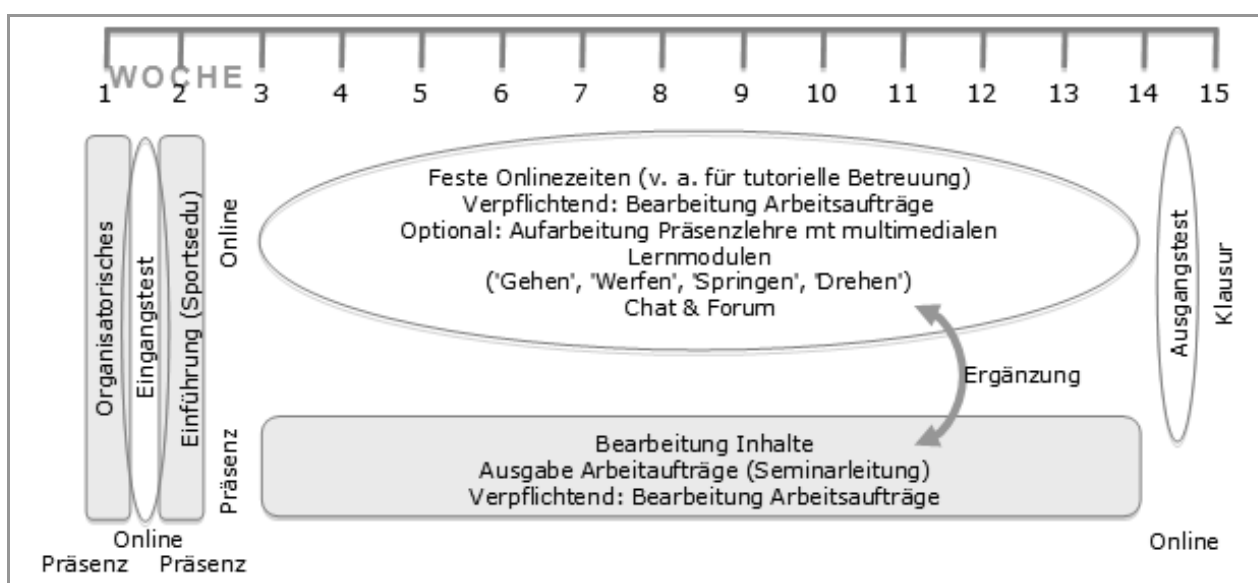 WOCHE
1 2 3 4 5 6 7 8 9 10 11 12 13 14 15
Organisatorisches
Eingangstest
Einführung (Sportsedu)
Online
Präsenz
Feste Onlinezeiten (v. a. für tutorielle Betreuung)
Verpflichtend: Bearbeitung Arbeitsaufträge
Optional: Aufarbeitung Präsenzlehre mt multimedialen
Lernmodulen
('Gehen', 'Werfen', 'Springen', 'Drehen')
Chat & Forum
Ergänzung
Bearbeitung Inhalte
Ausgabe Arbeitaufträge (Seminarleitung)
Verpflichtend: Bearbeitung Arbeitsaufträge
Ausgangstest
Klausur
Online
Präsenz Präsenz
Online